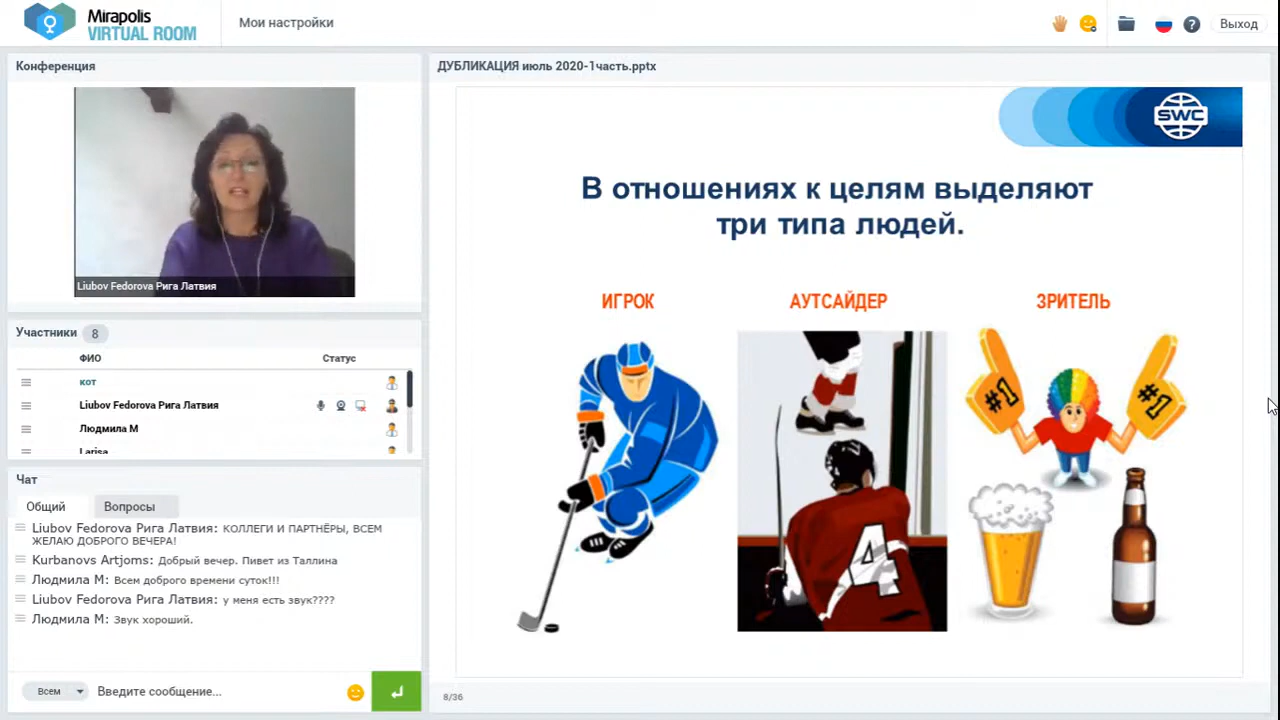 Mirapolis
VIRTUAL ROOM
Мои настройки
Выход
Конференция
Liubov Fedorova Рига Латвия
Участники 8
ФИО Статус
кот
Liubov Fedorova Рига Латвия
Людмила М
Larisa
Чат
Общий Вопросы
Liubov Fedorova Рига Латвия: КОЛЛЕГИ И ПАРТНЁРЫ, ВСЕМ
ЖЕЛАЮ ДОБРОГО ВЕЧЕРА!
Kurbanovs Artjoms: Добрый вечер. Пивет из Таллина
Людмила М: Всем доброго времени суток!!!
Liubov Fedorova Рига Латвия: у меня есть звук????
Людмила М: Звук хороший.
Всем Введите сообщение...
ДУБЛИКАЦИЯ июль 2020-1часть.pptx
SWC
В отношениях к целям выделяют
три типа людей.
ИГРОК АУТСАЙДЕР ЗРИТЕЛЬ
#1 #1
4
8/36